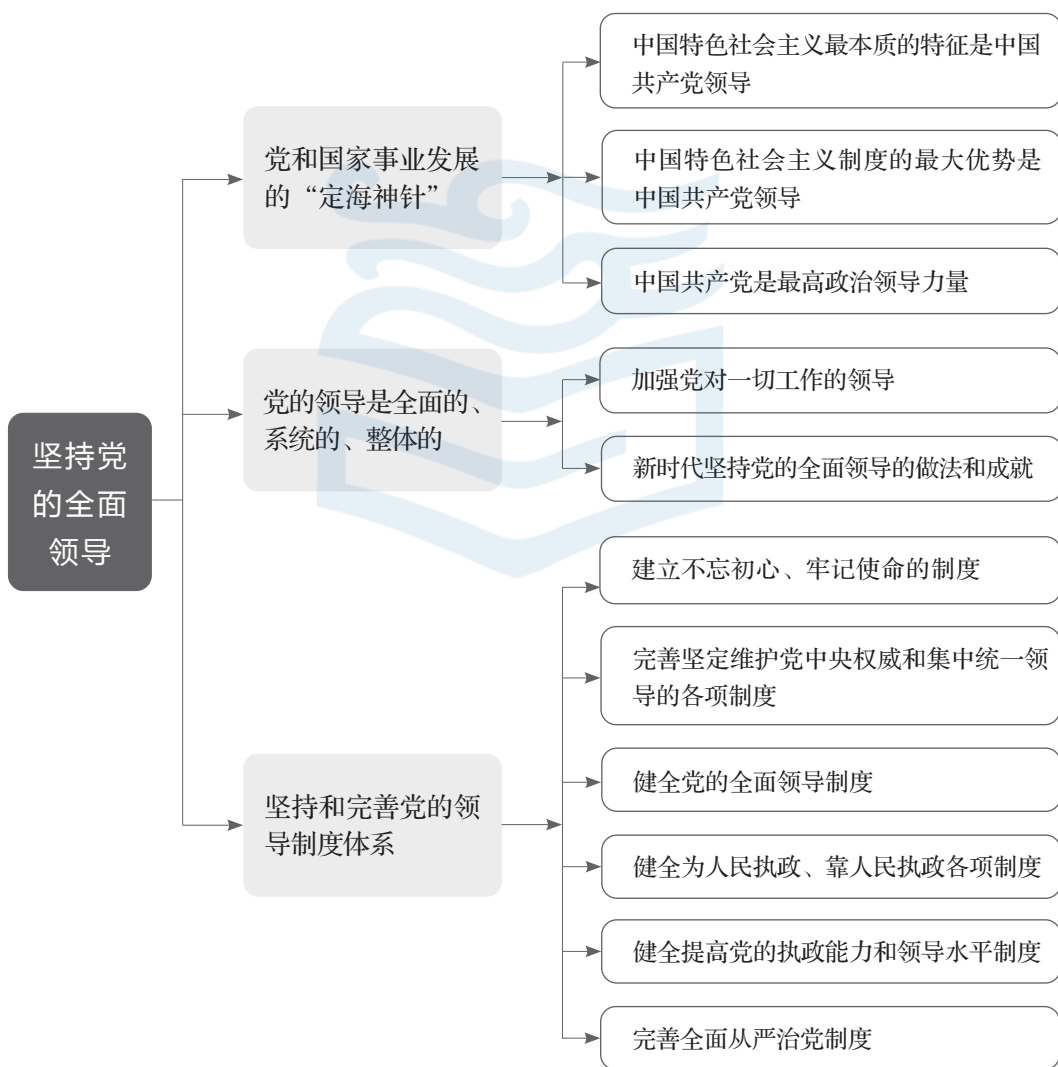 坚持党
的全面
领导
党和国家事业发展
的“定海神针”
中国特色社会主义最本质的特征是中国
共产党领导
中国特色社会主义制度的最大优势是
中国共产党领导
中国共产党是最高政治领导力量
党的领导是全面的、
系统的、整体的
加强党对一切工作的领导
新时代坚持党的全面领导的做法和成就
坚持和完善党的领
导制度体系
建立不忘初心、牢记使命的制度
完善坚定维护党中央权威和集中统一领
导的各项制度
健全党的全面领导制度
健全为人民执政、靠人民执政各项制度
健全提高党的执政能力和领导水平制度
完善全面从严治党制度